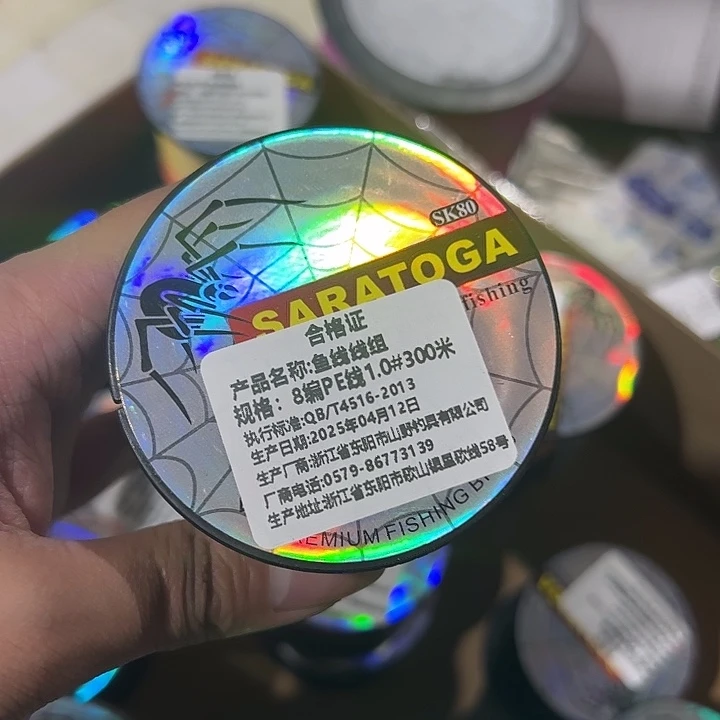 SK80
SARATOGA
fishing
合格证
产品名称:鱼线线组
规格：8编PE线1.0#300米
执行标准:QB/T4516-2013
生产日期:2025年04月12日
生产厂商:浙江省东阳市山野钓具有限公司
厂商电话:0579-86773139
生产地址:浙江省东阳市欧山镇星欧线58号
EMIUM FISHING